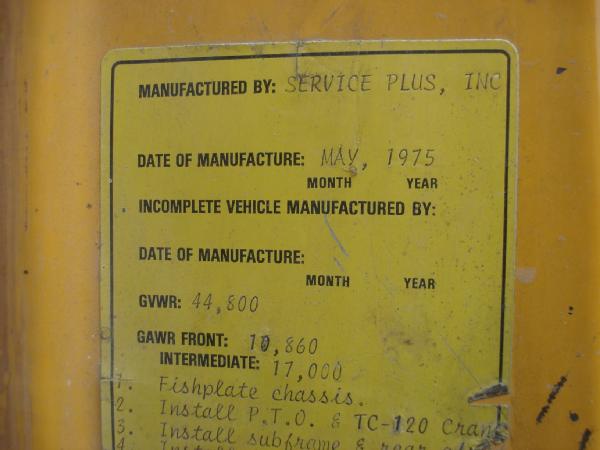 MANUFACTURED BY: SERVICE PLUS, INC
DATE OF MANUFACTURE: MAY, 1975
MONTH YEAR
INCOMPLETE VEHICLE MANUFACTURED BY:
DATE OF MANUFACTURE:
MONTH YEAR
GVWR: 44,800
GAWR FRONT: 10,860
INTERMEDIATE: 17,000
1. Fishplate chassis.
2. Install P.T.O. & TC-120 Crane
3. Install subframe & rear
4.